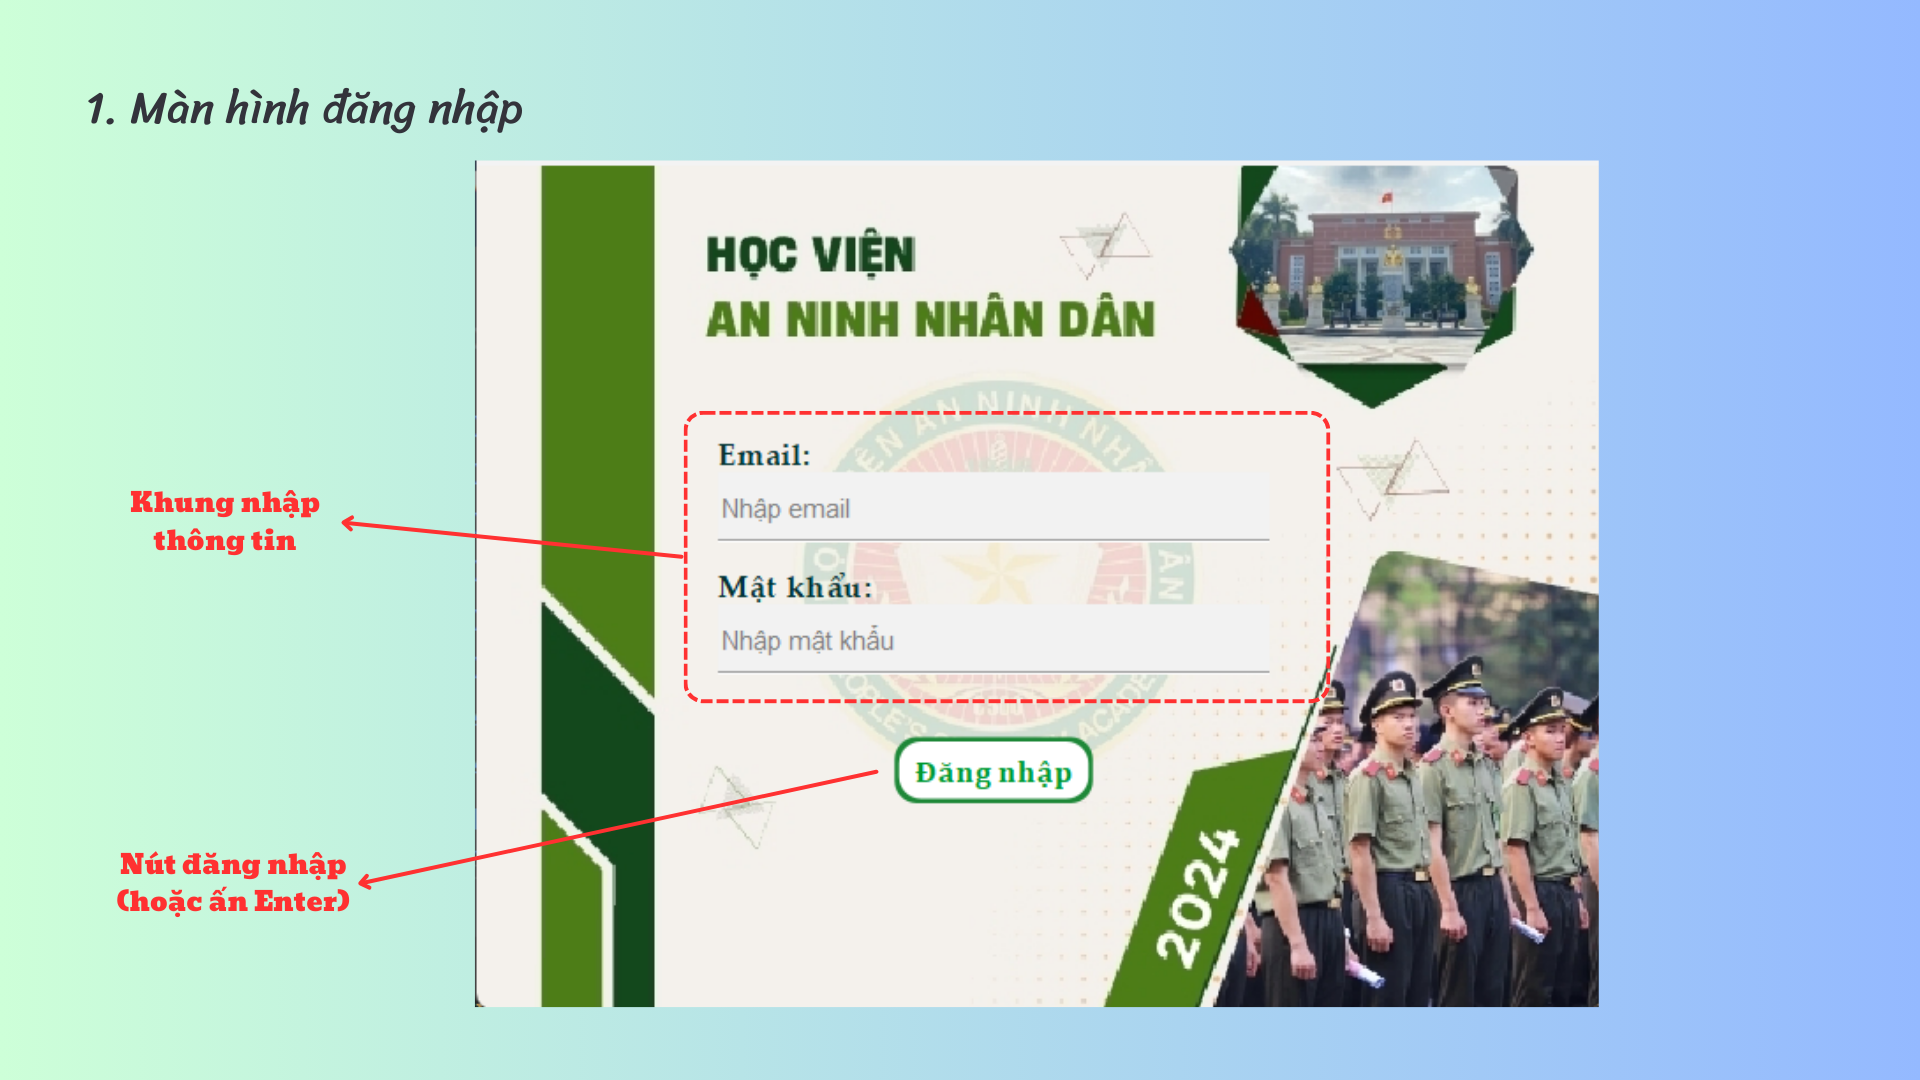 1. Màn hình đăng nhập
HỌC VIỆN
AN NINH NHÂN DÂN
Email:
Nhập email
Khung nhập
thông tin
Mật khẩu:
Nhập mật khẩu
Đăng nhập
Nút đăng nhập
(hoặc ấn Enter)
2024